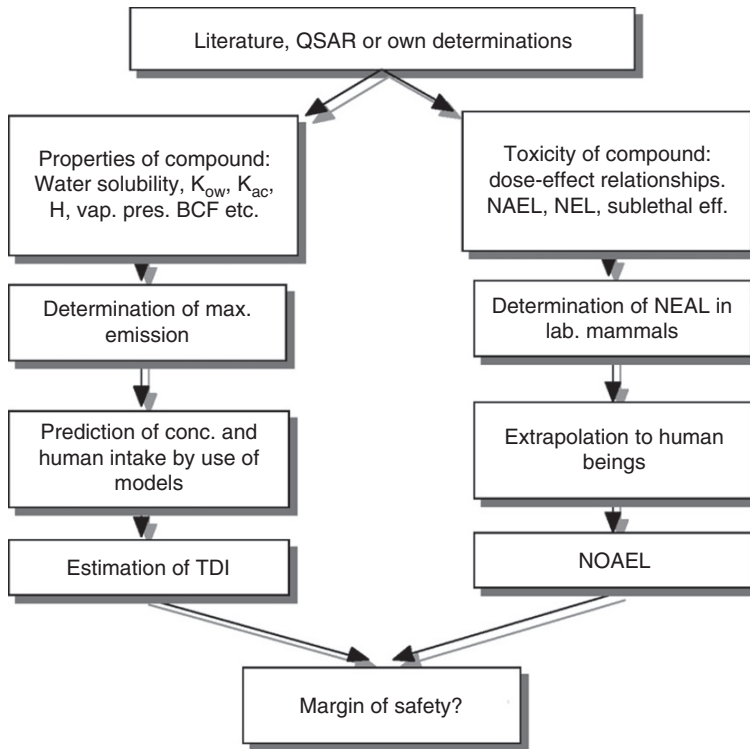 Literature, QSAR or own determinations
Properties of compound:
Water solubility, Kow, Kac,
H, vap. pres. BCF etc.
Toxicity of compound:
dose-effect relationships.
NAEL, NEL, sublethal eff.
Determination of max.
emission
Determination of NEAL in
lab. mammals
Prediction of conc. and
human intake by use of
models
Extrapolation to human
beings
Estimation of TDI
NOAEL
Margin of safety?